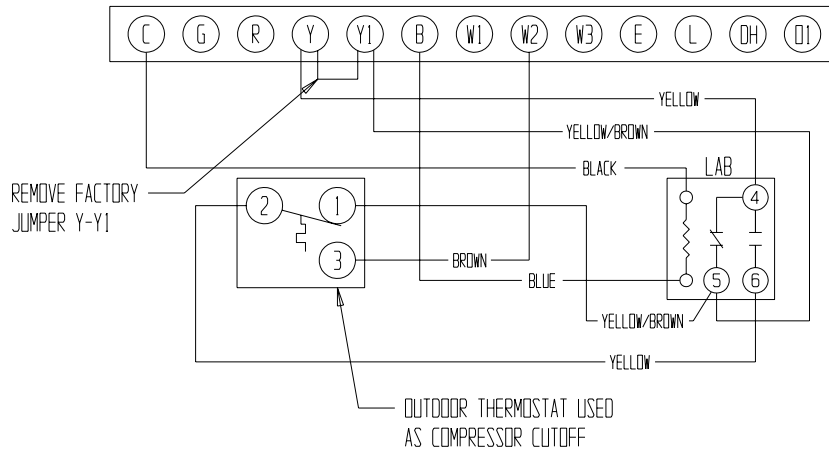 C G R Y Y1 B W1 W2 W3 E L DH O1
YELLOW
YELLOW/BROWN
BLACK
LAB
REMOVE FACTORY
JUMPER Y-Y1
2
1
4
3
BROWN
BLUE
5
6
YELLOW/BROWN
YELLOW
OUTDOOR THERMOSTAT USED
AS COMPRESSOR CUTOFF